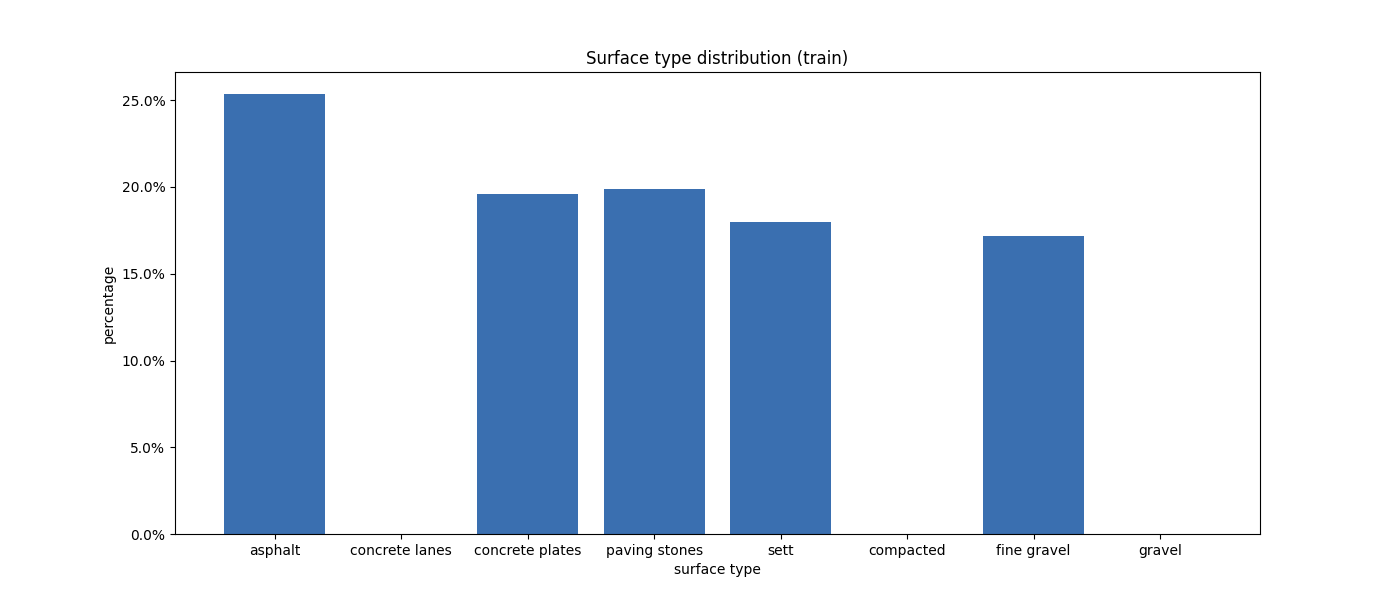 Surface type distribution (train)
25.0%
20.0%
15.0%
10.0%
5.0%
0.0%
percentage
asphalt concrete lanes concrete plates paving stones sett compacted fine gravel gravel
surface type